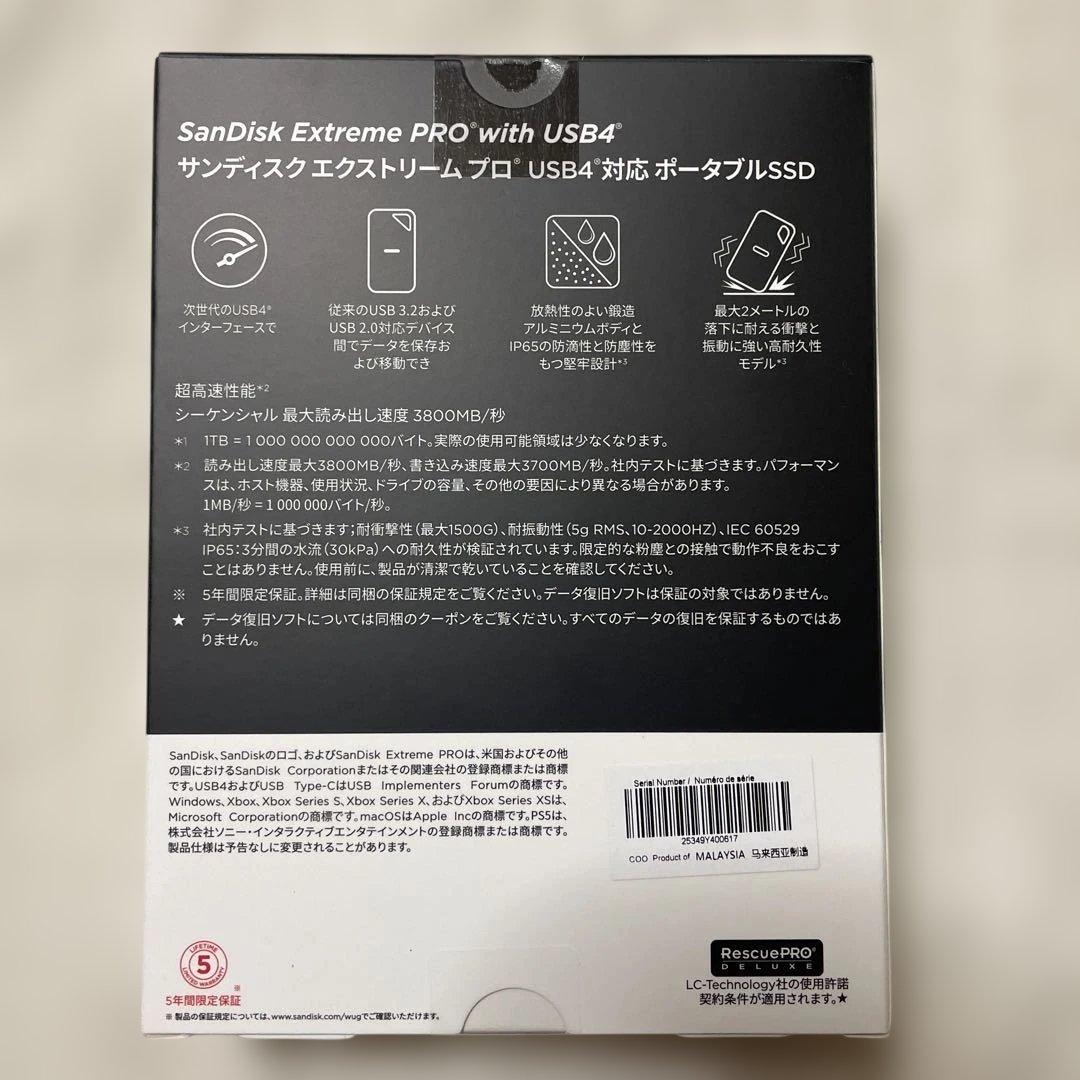 SanDisk Extreme PRO® with USB4®
サンディスク エクストリーム プロ® USB4®対応 ポータブルSSD
次世代のUSB4®
インターフェースで
従来のUSB 3.2および
USB 2.0対応デバイス
間でデータを保存お
よび移動でき
放熱性のよい鍛造
アルミニウムボディと
IP65の防滴性と防塵性を
もつ堅牢設計*3
最大2メートルの
落下に耐える衝撃と
振動に強い高耐久性
モデル*3
超高速性能*2
シーケンシャル 最大読み出し速度 3800MB/秒
*1 1TB = 1 000 000 000 000バイト。実際の使用可能領域は少なくなります。
*2 読み出し速度最大3800MB/秒、書き込み速度最大3700MB/秒。社内テストに基づきます。パフォーマン
スは、ホスト機器、使用状況、ドライブの容量、その他の要因により異なる場合があります。
1MB/秒 = 1 000 000バイト/秒。
*3 社内テストに基づきます；耐衝撃性（最大1500G）、耐振動性（5g RMS、10-2000HZ）、IEC 60529
IP65：3分間の水流（30kPa）への耐久性が検証されています。限定的な粉塵との接触で動作不良をおこす
ことはありません。使用前に、製品が清潔で乾いていることを確認してください。
※ 5年間限定保証。詳細は同梱の保証規定をご覧ください。データ復旧ソフトは保証の対象ではありません。
★ データ復旧ソフトについては同梱のクーポンをご覧ください。すべてのデータの復旧を保証するものではあ
りません。
SanDisk、SanDiskのロゴ、およびSanDisk Extreme PROは、米国およびその他
の国におけるSanDisk Corporationまたはその関連会社の登録商標または商標
です。USB4およびUSB Type-CはUSB Implementers Forumの商標です。
Windows、Xbox、Xbox Series S、Xbox Series X、およびXbox Series XSは、
Microsoft Corporationの商標です。macOSはApple Incの商標です。PS5は、
株式会社ソニー・インタラクティブエンタテインメントの登録商標または商標です。
製品仕様は予告なしに変更されることがあります。
Serial Number / Numéro de série
25349Y400617
COO Product of MALAYSIA 马来西亚制造
LIFETIME
5
LIMITED WARRANTY
※
5年間限定保証
※ 製品の保証規定については、www.sandisk.com/wugでご確認いただけます。
RescuePRO®
DELUXE
LC-Technology社の使用許諾
契約条件が適用されます。★